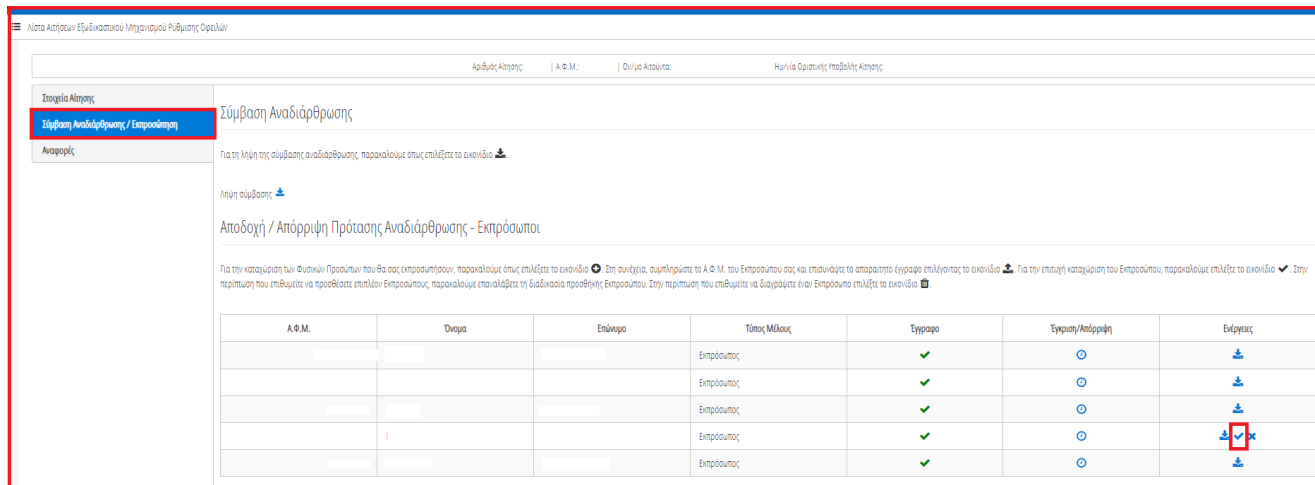 Λίστα Αιτήσεων Εξωδικαστικού Μηχανισμού Ρύθμισης Οφειλών
Αριθμός Αίτησης: | Α.Φ.Μ.: | Ον/μο Αιτούντα: Ημ/νία Οριστικής Υποβολής Αίτησης:
Στοιχεία Αίτησης
Σύμβαση Αναδιάρθρωσης / Εκπροσώπηση
Αναφορές
Σύμβαση Αναδιάρθρωσης
Για τη λήψη της σύμβασης αναδιάρθρωσης, παρακαλούμε όπως επιλέξετε το εικονίδιο .
Λήψη σύμβασης
Αποδοχή / Απόρριψη Πρότασης Αναδιάρθρωσης - Εκπρόσωποι
Για την καταχώριση των Φυσικών Προσώπων που θα σας εκπροσωπήσουν, παρακαλούμε όπως επιλέξετε το εικονίδιο . Στη συνέχεια, συμπληρώστε το Α.Φ.Μ. του Εκπροσώπου σας και επισυνάψτε το απαραίτητο έγγραφο επιλέγοντας το εικονίδιο . Για την επιτυχή καταχώριση του Εκπροσώπου, παρακαλούμε επιλέξτε το εικονίδιο . Στην
περίπτωση που επιθυμείτε να προσθέσετε επιπλέον Εκπροσώπους, παρακαλούμε επαναλάβετε τη διαδικασία προσθήκης Εκπροσώπου. Στην περίπτωση που επιθυμείτε να διαγράψετε έναν Εκπρόσωπο επιλέξτε το εικονίδιο .
Α.Φ.Μ. Όνομα Επώνυμο Τύπος Μέλους Έγγραφο Έγκριση/Απόρριψη Ενέργειες
Εκπρόσωπος
Εκπρόσωπος
Εκπρόσωπος
Εκπρόσωπος
Εκπρόσωπος